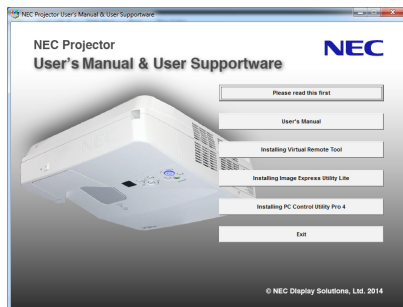 NEC Projector User's Manual & User Supportware
NEC Projector
NEC
User's Manual & User Supportware
Please read this first
User's Manual
Installing Virtual Remote Tool
Installing Image Express Utility Lite
Installing PC Control Utility Pro 4
Exit
© NEC Display Solutions, Ltd. 2014